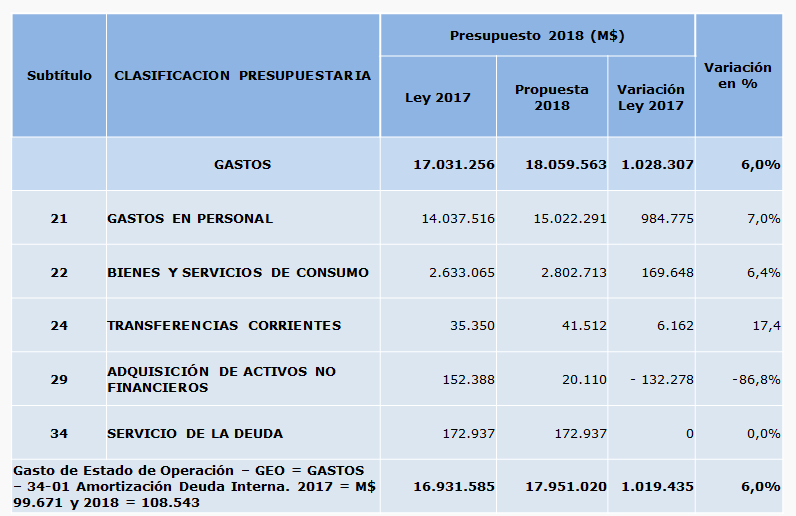 Subtítulo CLASIFICACION PRESUPUESTARIA Presupuesto 2018 (M$) Variación en %
Ley 2017 Propuesta 2018 Variación Ley 2017
GASTOS 17.031.256 18.059.563 1.028.307 6,0%
21 GASTOS EN PERSONAL 14.037.516 15.022.291 984.775 7,0%
22 BIENES Y SERVICIOS DE CONSUMO 2.633.065 2.802.713 169.648 6,4%
24 TRANSFERENCIAS CORRIENTES 35.350 41.512 6.162 17,4
29 ADQUISICIÓN DE ACTIVOS NO FINANCIEROS 152.388 20.110 - 132.278 -86,8%
34 SERVICIO DE LA DEUDA 172.937 172.937 0 0,0%
Gasto de Estado de Operación – GEO = GASTOS
– 34-01 Amortización Deuda Interna. 2017 = M$
99.671 y 2018 = 108.543
16.931.585 17.951.020 1.019.435 6,0%